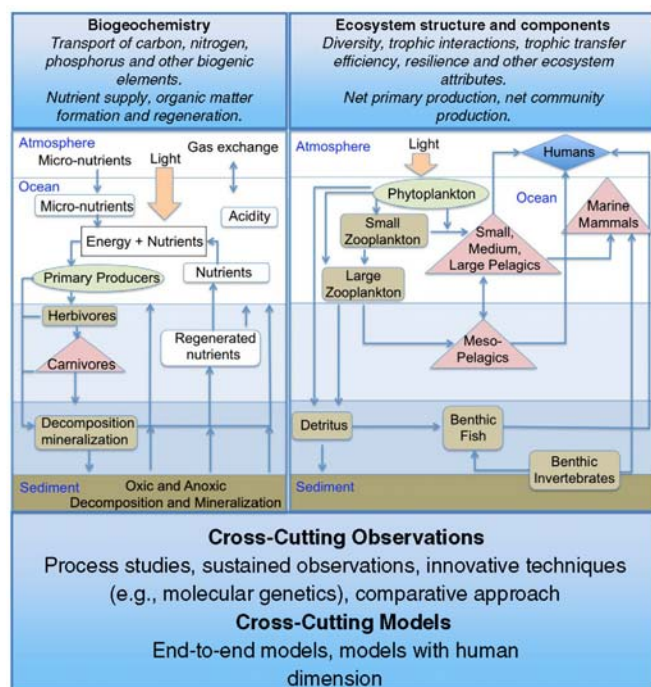 Biogeochemistry
Transport of carbon, nitrogen,
phosphorus and other biogenic
elements.
Nutrient supply, organic matter
formation and regeneration.
Ecosystem structure and components
Diversity, trophic interactions, trophic transfer
efficiency, resilience and other ecosystem
attributes.
Net primary production, net community
production.
Atmosphere
Micro-nutrients
Light
Gas exchange
Ocean
Micro-nutrients
Acidity
Energy + Nutrients
Primary Producers
Nutrients
Herbivores
Regenerated
nutrients
Carnivores
Decomposition
mineralization
Sediment
Oxic and Anoxic
Decomposition and Mineralization
Atmosphere
Light
Humans
Phytoplankton
Ocean
Small
Zooplankton
Small,
Medium,
Large Pelagics
Marine
Mammals
Large
Zooplankton
Meso-
Pelagics
Detritus
Benthic
Fish
Benthic
Invertebrates
Sediment
Cross-Cutting Observations
Process studies, sustained observations, innovative techniques
(e.g., molecular genetics), comparative approach
Cross-Cutting Models
End-to-end models, models with human
dimension